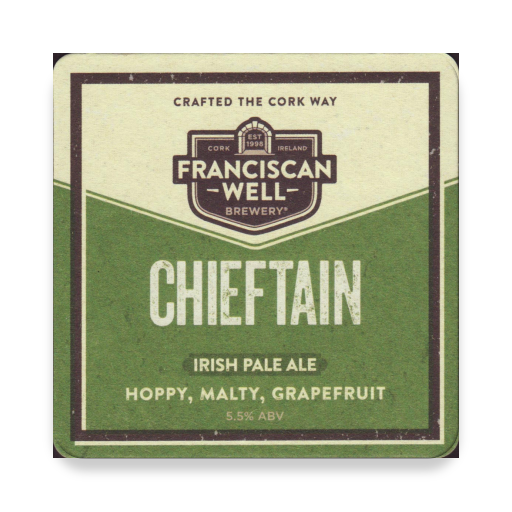 CRAFTED THE CORK WAY
EST
1998
CORK IRELAND
FRANCISCAN
-WELL-
BREWERY®
CHIEFTAIN
IRISH PALE ALE
HOPPY, MALTY, GRAPEFRUIT
5.5% ABV